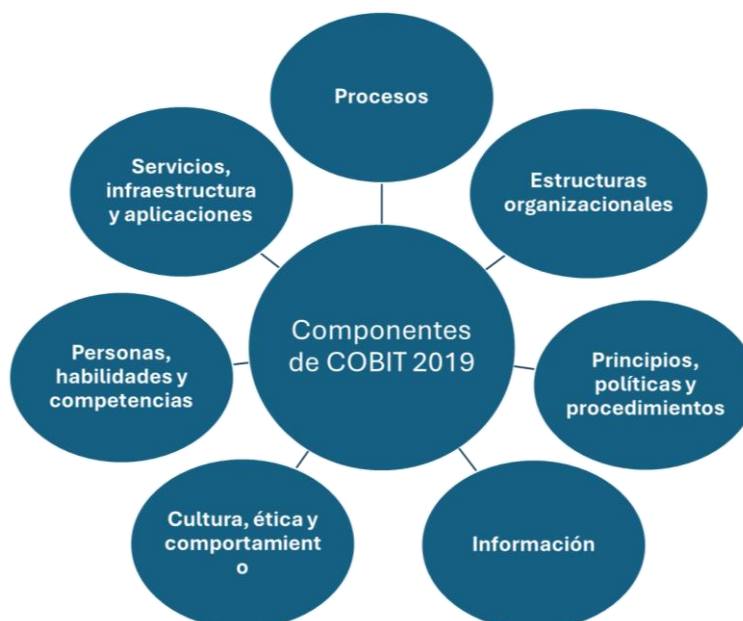 Procesos
Estructuras
organizacionales
Principios,
políticas y
procedimientos
Información
Cultura, ética y
comportamient
o
Personas,
habilidades y
competencias
Servicios,
infraestructura
y aplicaciones
Componentes
de COBIT 2019